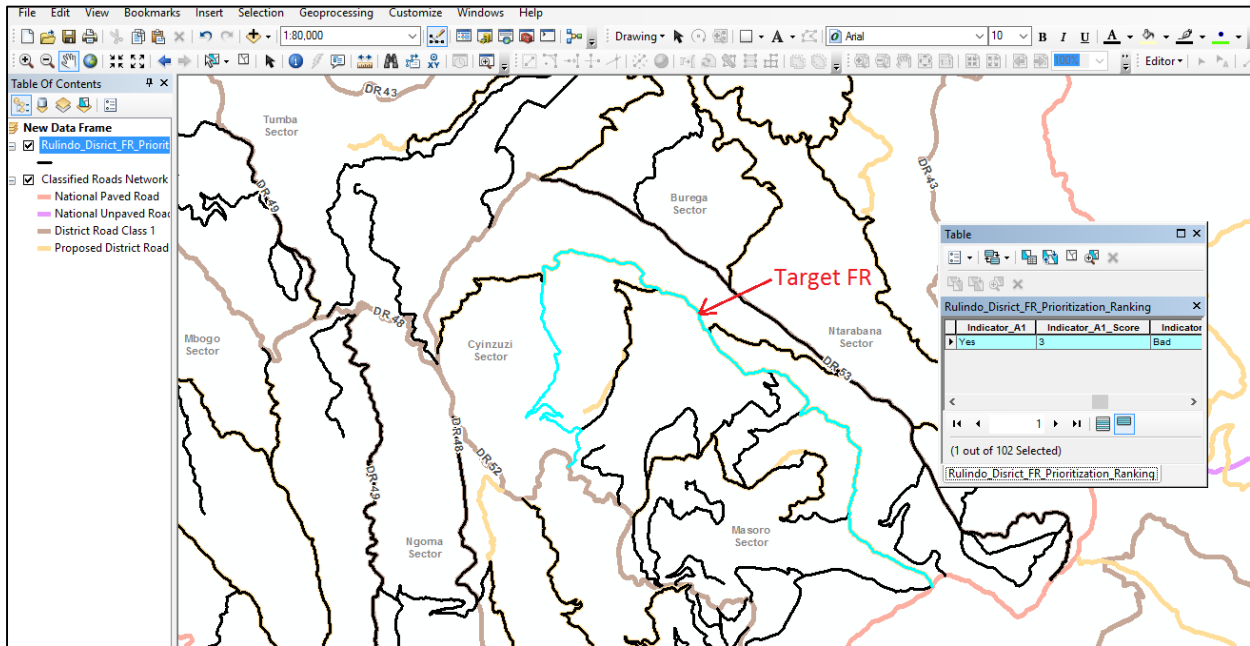 File Edit View Bookmarks Insert Selection Geoprocessing Customize Windows Help
1:80,000
Drawing
Arial
10
B I U A
100%
Editor
Table Of Contents
New Data Frame
Rulindo_Disrict_FR_Priorit
Classified Roads Network
National Paved Road
National Unpaved Road
District Road Class 1
Proposed District Road
DR 43
Tumba
Sector
DR 49
Burega
Sector
DR 43
Target FR
DR 48
Mbogo
Sector
Cyinzuzi
Sector
Ntarabana
Sector
DR 53
DR 48
DR 52
DR 49
Ngoma
Sector
Masoro
Sector
Table
Rulindo_Disrict_FR_Prioritization_Ranking
Indicator_A1 Indicator_A1_Score Indicator
Yes 3 Bad
1
(1 out of 102 Selected)
Rulindo_Disrict_FR_Prioritization_Ranking